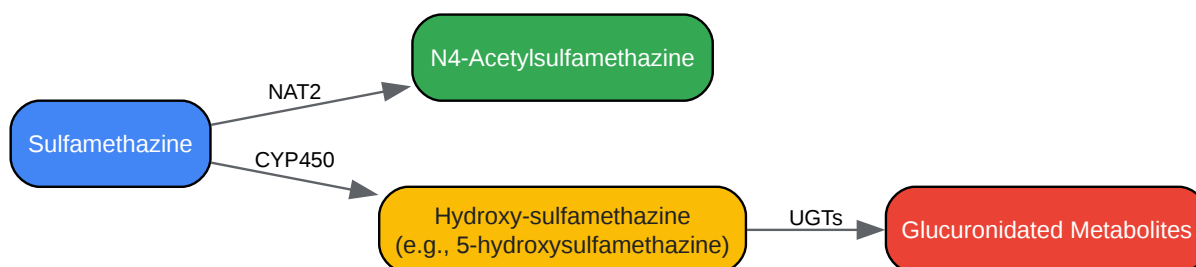 N4-Acetylsulfamethazine
NAT2
Sulfamethazine
CYP450
Hydroxy-sulfamethazine
(e.g., 5-hydroxysulfamethazine)
UGTs
Glucuronidated Metabolites